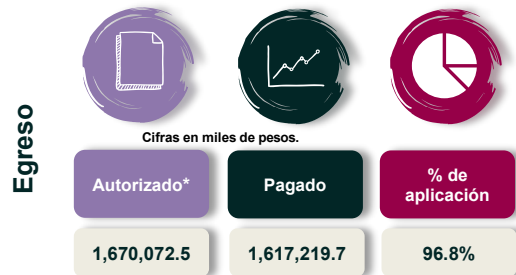 Egreso
Cifras en miles de pesos.
Autorizado*
Pagado
% de
aplicación
1,670,072.5
1,617,219.7
96.8%